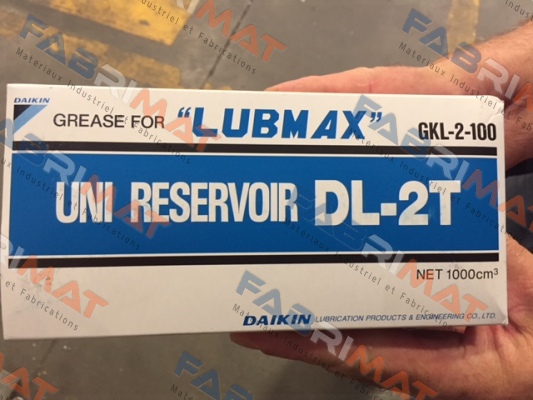 DAIKIN
GREASE FOR "LUBMAX" GKL-2-100
UNI RESERVOIR DL-2T
NET 1000cm³
DAIKIN LUBRICATION PRODUCTS & ENGINEERING CO., LTD.
FABRIMAT
Materiaux Industriel et Fabrications